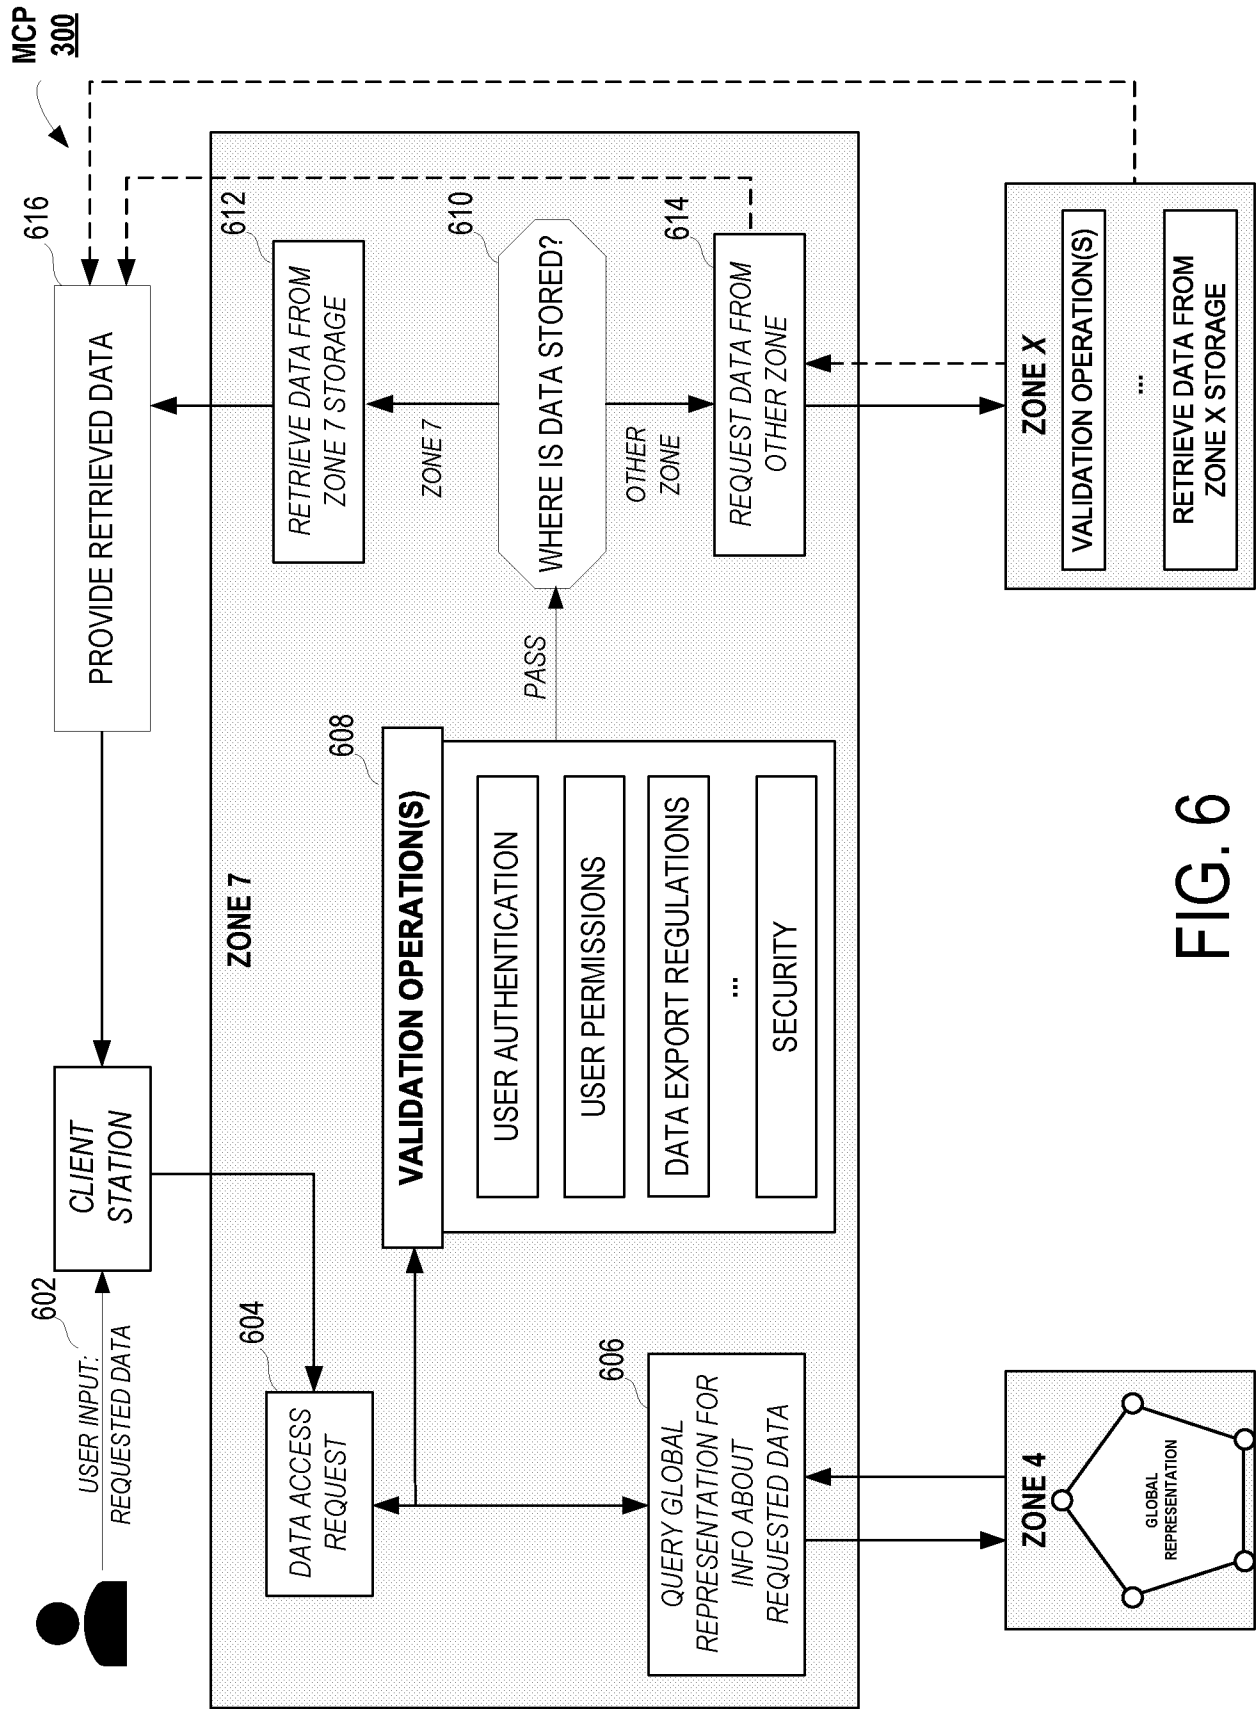 MCP
300
602
USER INPUT:
REQUESTED DATA
CLIENT
STATION
616
PROVIDE RETRIEVED DATA
ZONE 7
604
DATA ACCESS
REQUEST
606
QUERY GLOBAL
REPRESENTATION FOR
INFO ABOUT
REQUESTED DATA
608
VALIDATION OPERATION(S)
USER AUTHENTICATION
USER PERMISSIONS
DATA EXPORT REGULATIONS
...
SECURITY
PASS
610
WHERE IS DATA STORED?
ZONE 7
612
RETRIEVE DATA FROM
ZONE 7 STORAGE
OTHER
ZONE
614
REQUEST DATA FROM
OTHER ZONE
ZONE 4
GLOBAL
REPRESENTATION
ZONE X
VALIDATION OPERATION(S)
...
RETRIEVE DATA FROM
ZONE X STORAGE
FIG. 6